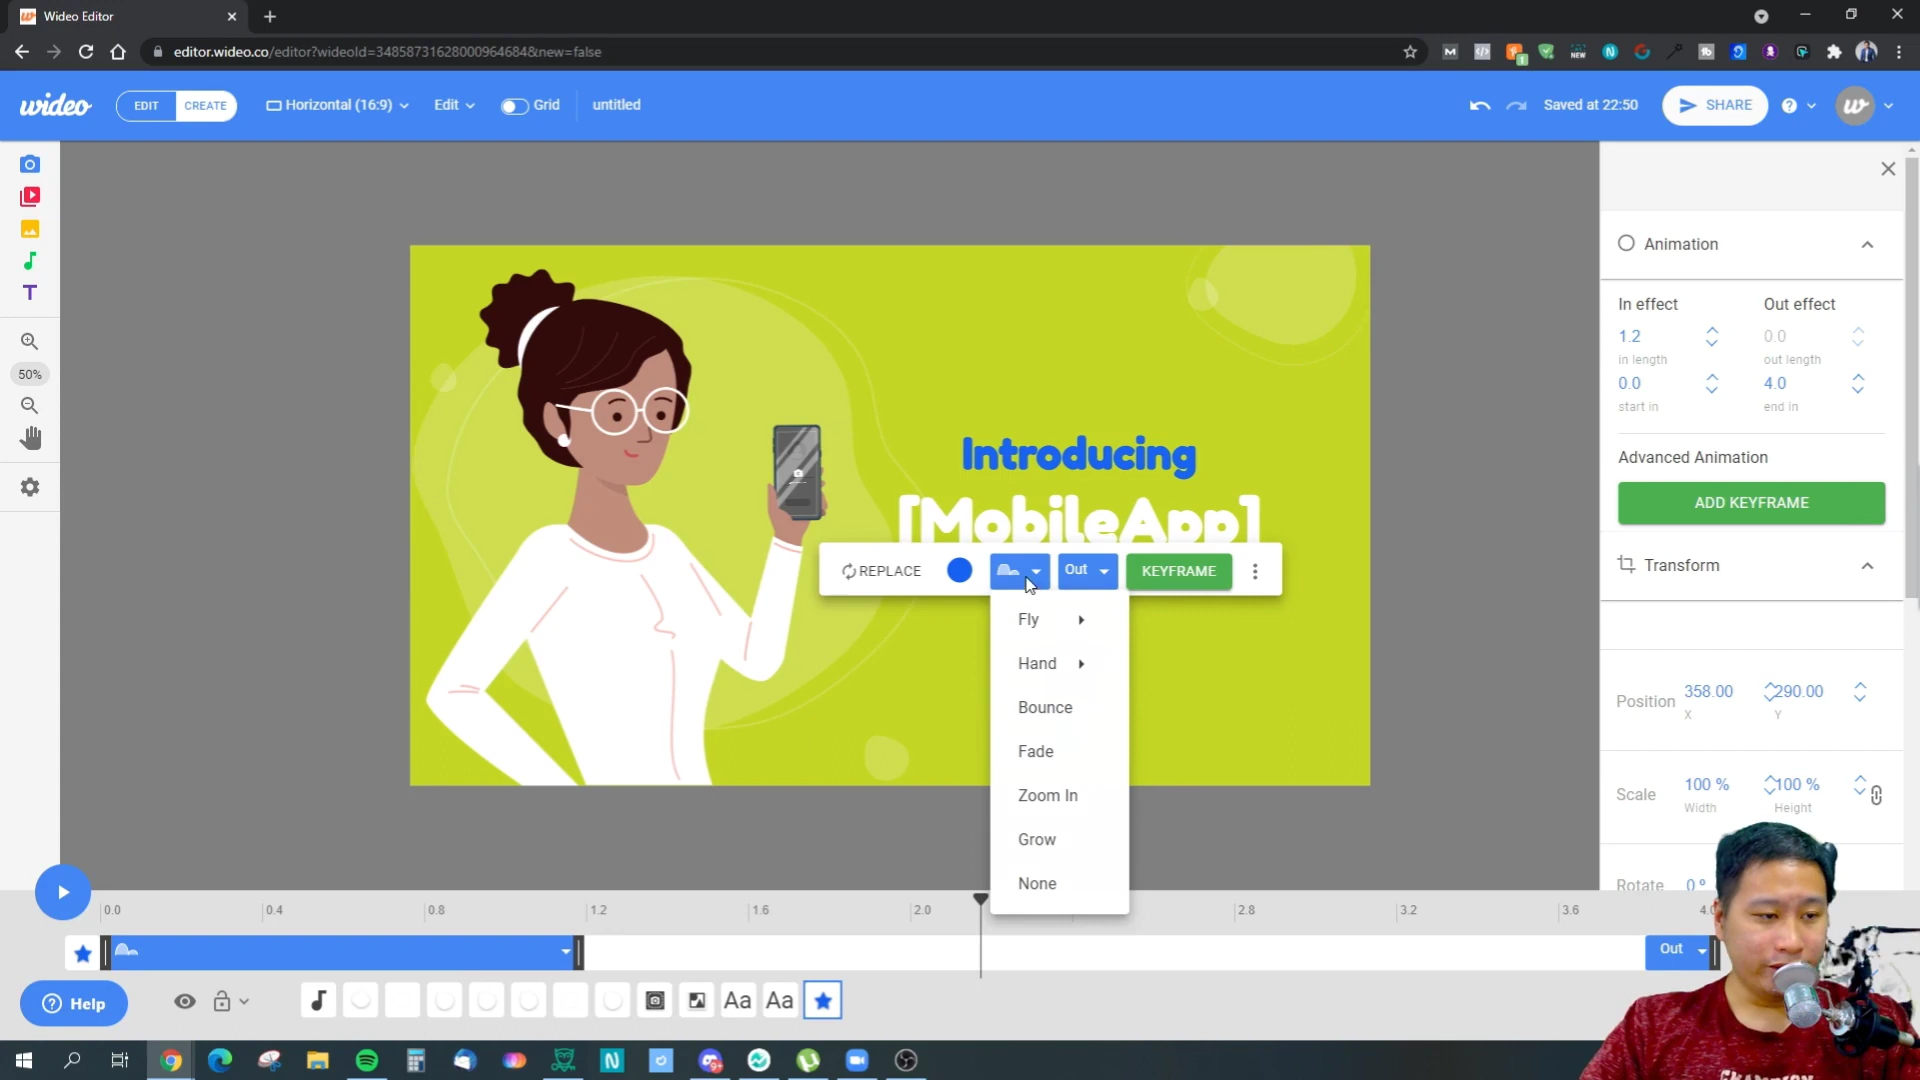 Wideo Editor
editor.wideo.co/editor?wideoId=34858731628000964684&new=false
NEW
1
wideo
EDIT
CREATE
Horizontal (16:9)
Edit
Grid
untitled
Saved at 22:50
SHARE
50%
Introducing
[MobileApp]
REPLACE
Out
KEYFRAME
Fly
Hand
Bounce
Fade
Zoom In
Grow
None
Animation
In effect
Out effect
1.2
0.0
in length
out length
0.0
4.0
start in
end in
Advanced Animation
ADD KEYFRAME
Transform
Position
358.00
290.00
X
Y
Scale
100 %
100 %
Width
Height
Rotate
0 º
0.0
0.4
0.8
1.2
1.6
2.0
2.8
3.2
3.6
4.0
Out
Help
Aa
Aa